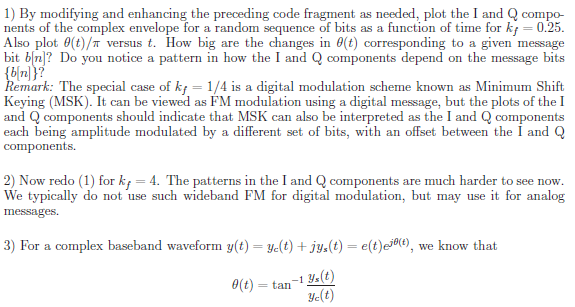 1) By modifying and enhancing the preceding code fragment as needed, plot the I and Q compo-
nents of the complex envelope for a random sequence of bits as a function of time for k_f = 0.25.
Also plot θ(t)/π versus t. How big are the changes in θ(t) corresponding to a given message
bit b[n]? Do you notice a pattern in how the I and Q components depend on the message bits
{b[n]}?
Remark: The special case of k_f = 1/4 is a digital modulation scheme known as Minimum Shift
Keying (MSK). It can be viewed as FM modulation using a digital message, but the plots of the I
and Q components should indicate that MSK can also be interpreted as the I and Q components
each being amplitude modulated by a different set of bits, with an offset between the I and Q
components.
2) Now redo (1) for k_f = 4. The patterns in the I and Q components are much harder to see now.
We typically do not use such wideband FM for digital modulation, but may use it for analog
messages.
3) For a complex baseband waveform y(t) = y_c(t) + jy_s(t) = e(t)e^{jθ(t)}, we know that
θ(t) = tan^{-1} y_s(t)/y_c(t)